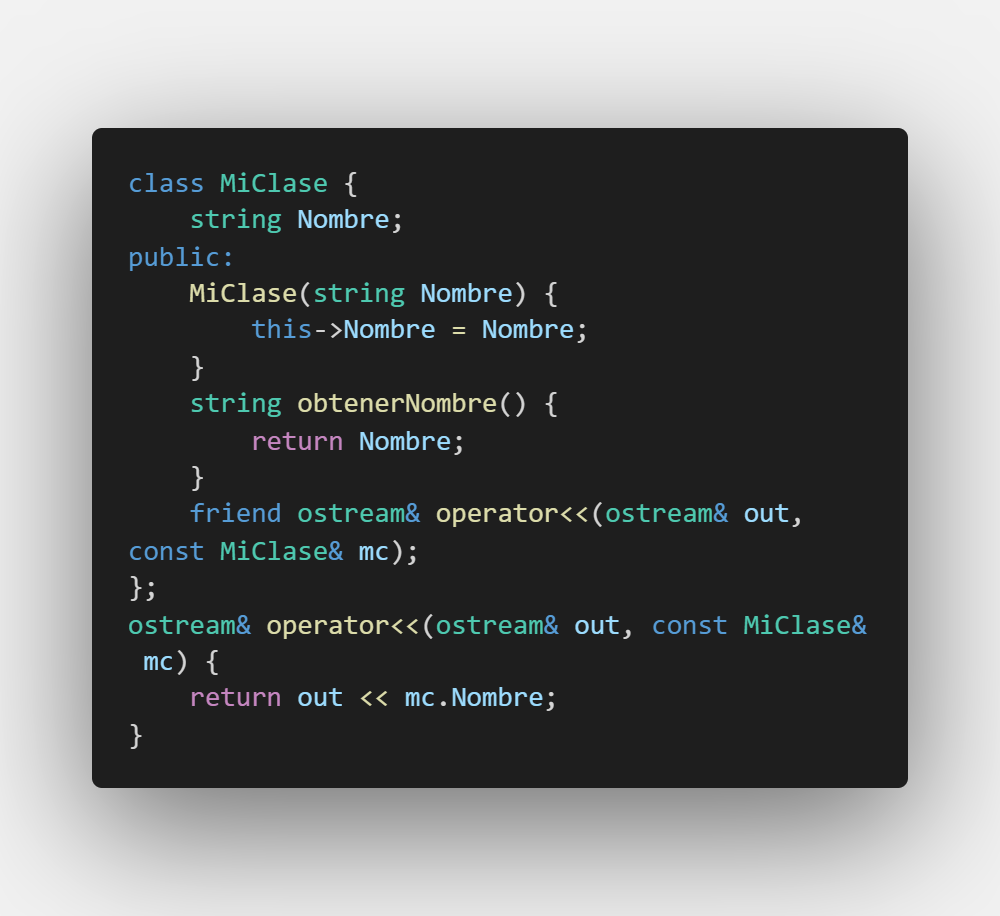 class MiClase {
    string Nombre;
public:
    MiClase(string Nombre) {
        this->Nombre = Nombre;
    }
    string obtenerNombre() {
        return Nombre;
    }
    friend ostream& operator<<(ostream& out,
const MiClase& mc);
};
ostream& operator<<(ostream& out, const MiClase&
 mc) {
    return out << mc.Nombre;
}